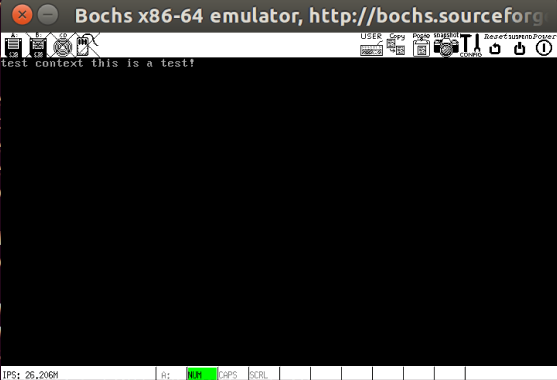 Bochs x86-64 emulator, http://bochs.sourceforg
A: B: CD USER Copy Paste snapshot Reset SUSPEND Power
CONFIG
test context this is a test!
IPS: 26.206M A: NUM CAPS SCRL